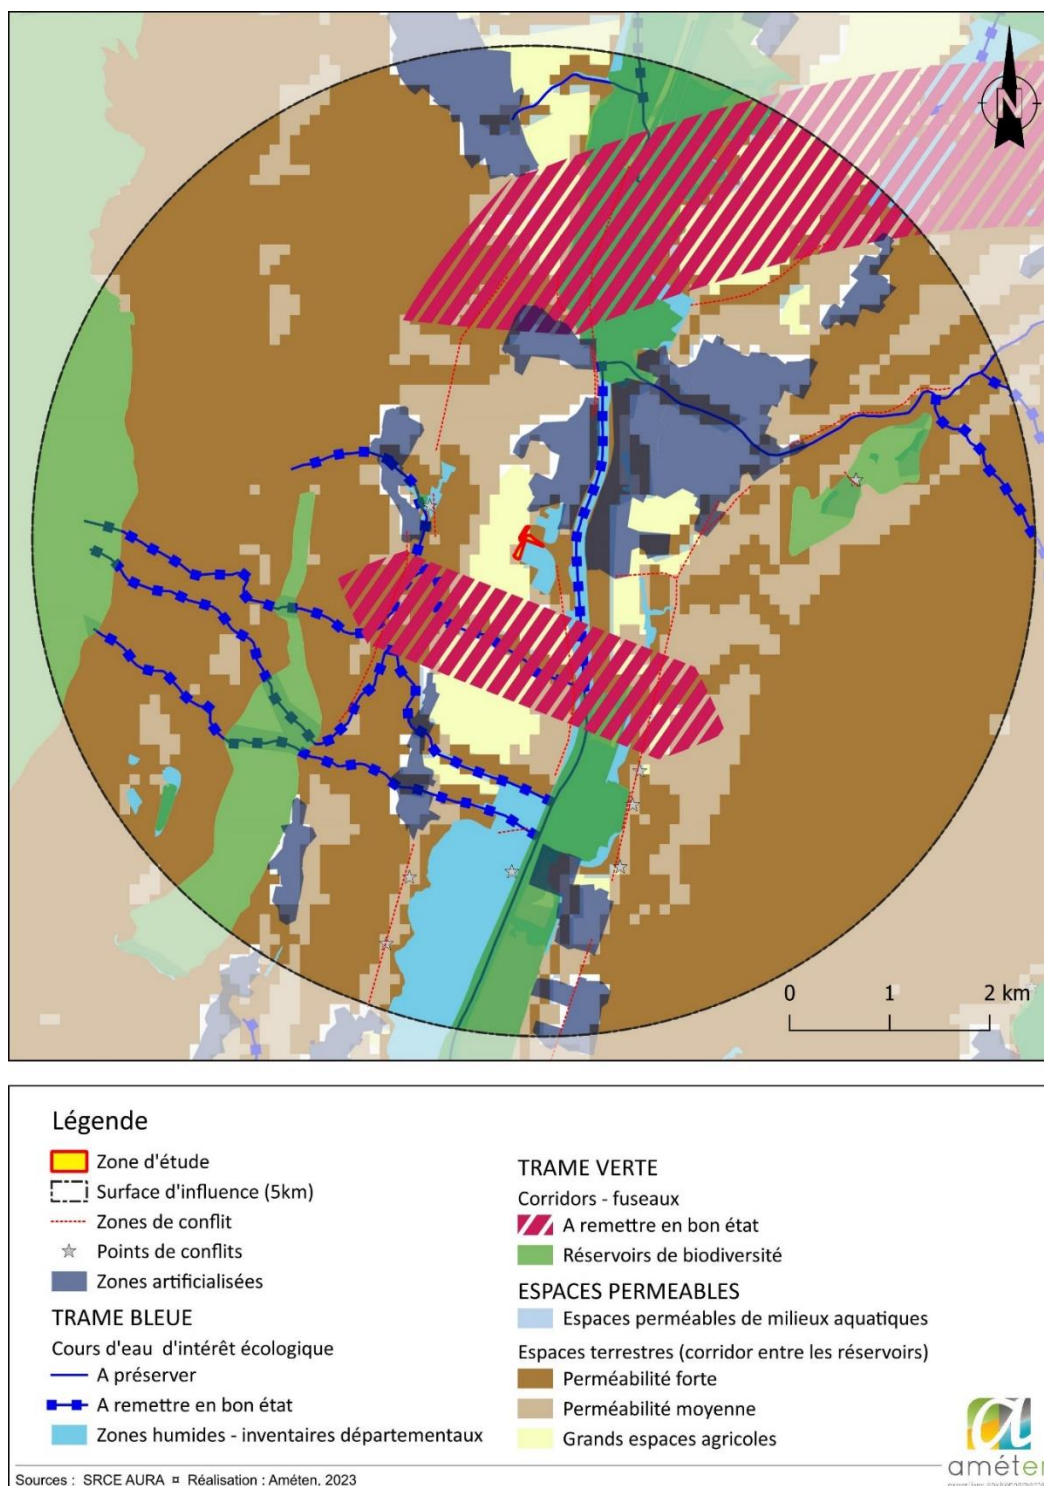 N
0 1 2 km
Légende
Zone d'étude
Surface d'influence (5km)
Zones de conflit
Points de conflits
Zones artificialisées
TRAME BLEUE
Cours d'eau d'intérêt écologique
A préserver
A remettre en bon état
Zones humides - inventaires départementaux
TRAME VERTE
Corridors - fuseaux
A remettre en bon état
Réservoirs de biodiversité
ESPACES PERMEABLES
Espaces perméables de milieux aquatiques
Espaces terrestres (corridor entre les réservoirs)
Perméabilité forte
Perméabilité moyenne
Grands espaces agricoles
a
améten
Sources : SRCE AURA ¤ Réalisation : Améten, 2023